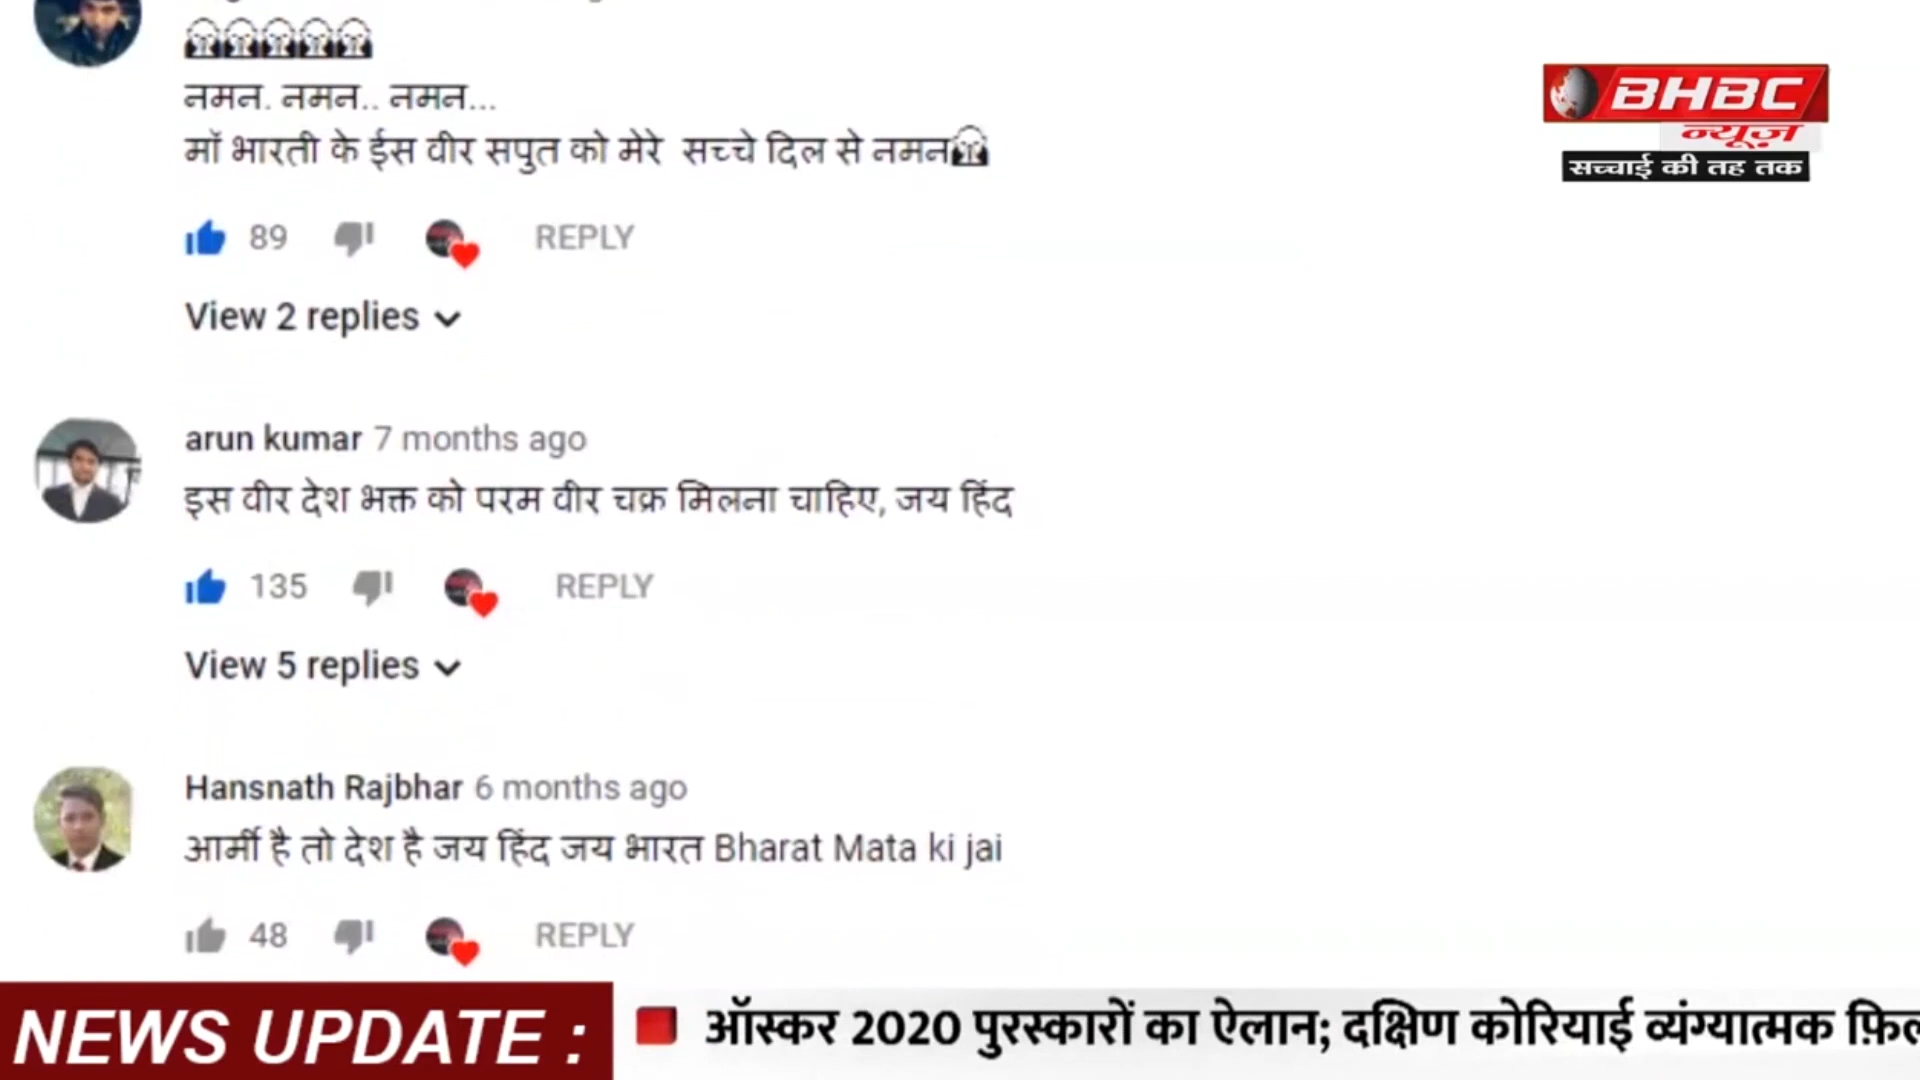 नमन. नमन.. नमन...
मॉ भारती के ईस वीर सपुत को मेरे सच्चे दिल से नमन
89 REPLY
View 2 replies
arun kumar 7 months ago
इस वीर देश भक्त को परम वीर चक्र मिलना चाहिए, जय हिंद
135 REPLY
View 5 replies
Hansnath Rajbhar 6 months ago
आर्मी है तो देश है जय हिंद जय भारत Bharat Mata ki jai
48 REPLY
BHBC
न्यूज़
सच्चाई की तह तक
NEWS UPDATE :
ऑस्कर 2020 पुरस्कारों का ऐलान; दक्षिण कोरियाई व्यंग्यात्मक